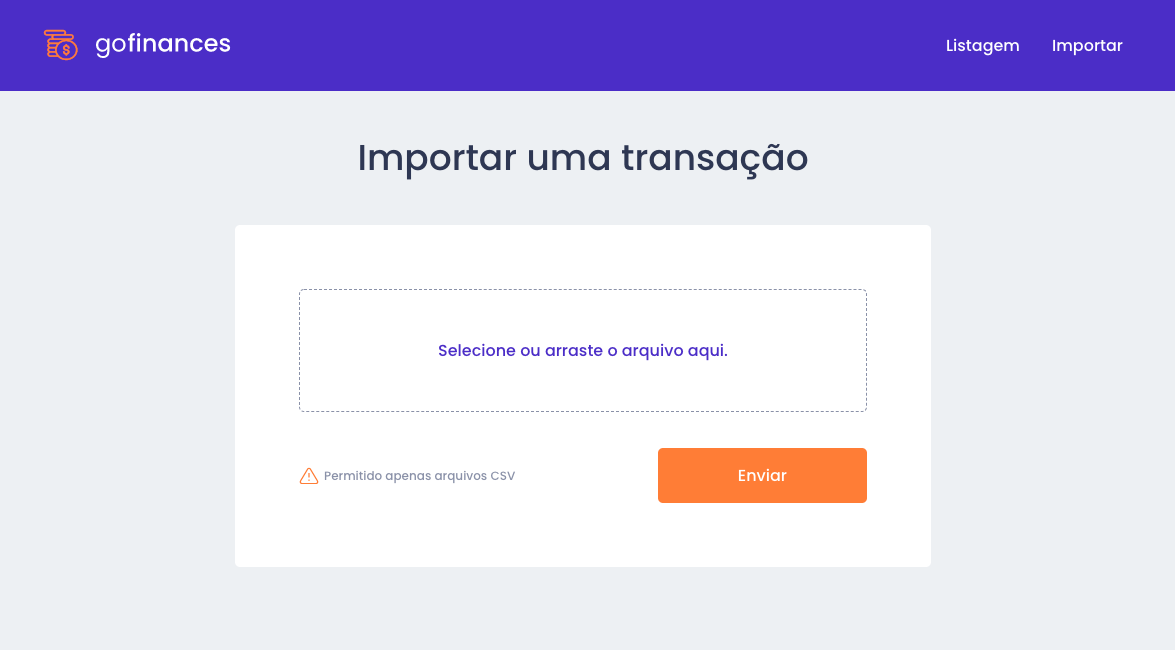 gofinances
Listagem
Importar
Importar uma transação
Selecione ou arraste o arquivo aqui.
Permitido apenas arquivos CSV
Enviar